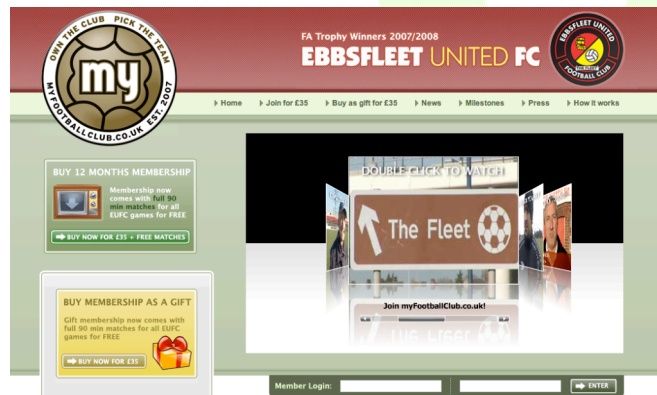 OWN THE CLUB PICK THE TEAM
my
MYFOOTBALLCLUB.CO.UK EST. 2007
FA Trophy Winners 2007/2008
EBBSFLEET UNITED FC
EBBSFLEET UNITED
THE FLEET
FOOTBALL CLUB
Home
Join for £35
Buy as gift for £35
News
Milestones
Press
How it works
BUY 12 MONTHS MEMBERSHIP
Membership now
comes with full 90
min matches for all
EUFC games for FREE
BUY NOW FOR £35 + FREE MATCHES
DOUBLE CLICK TO WATCH
The Fleet
Join myFootballClub.co.uk!
BUY MEMBERSHIP AS A GIFT
Gift membership now comes with
full 90 min matches for all EUFC
games for FREE
BUY NOW FOR £35
Member Login:
ENTER